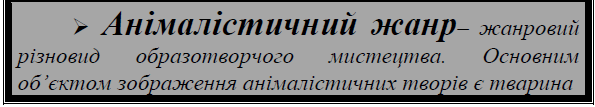 ➢ Анімалістичний жанр– жанровий
різновид образотворчого мистецтва. Основним
об’єктом зображення анімалістичних творів є тварина